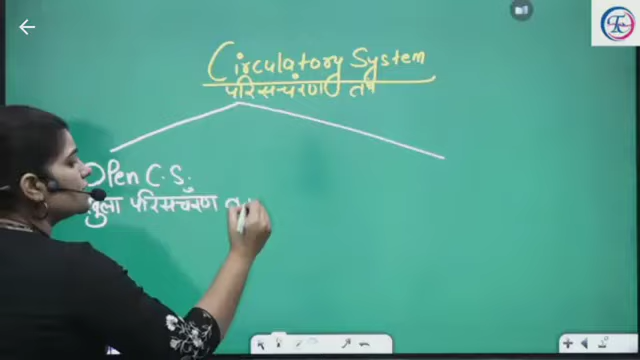 Circulatory System
परिसंचरण तंत्र
Open C.S.
खुला परिसंचरण